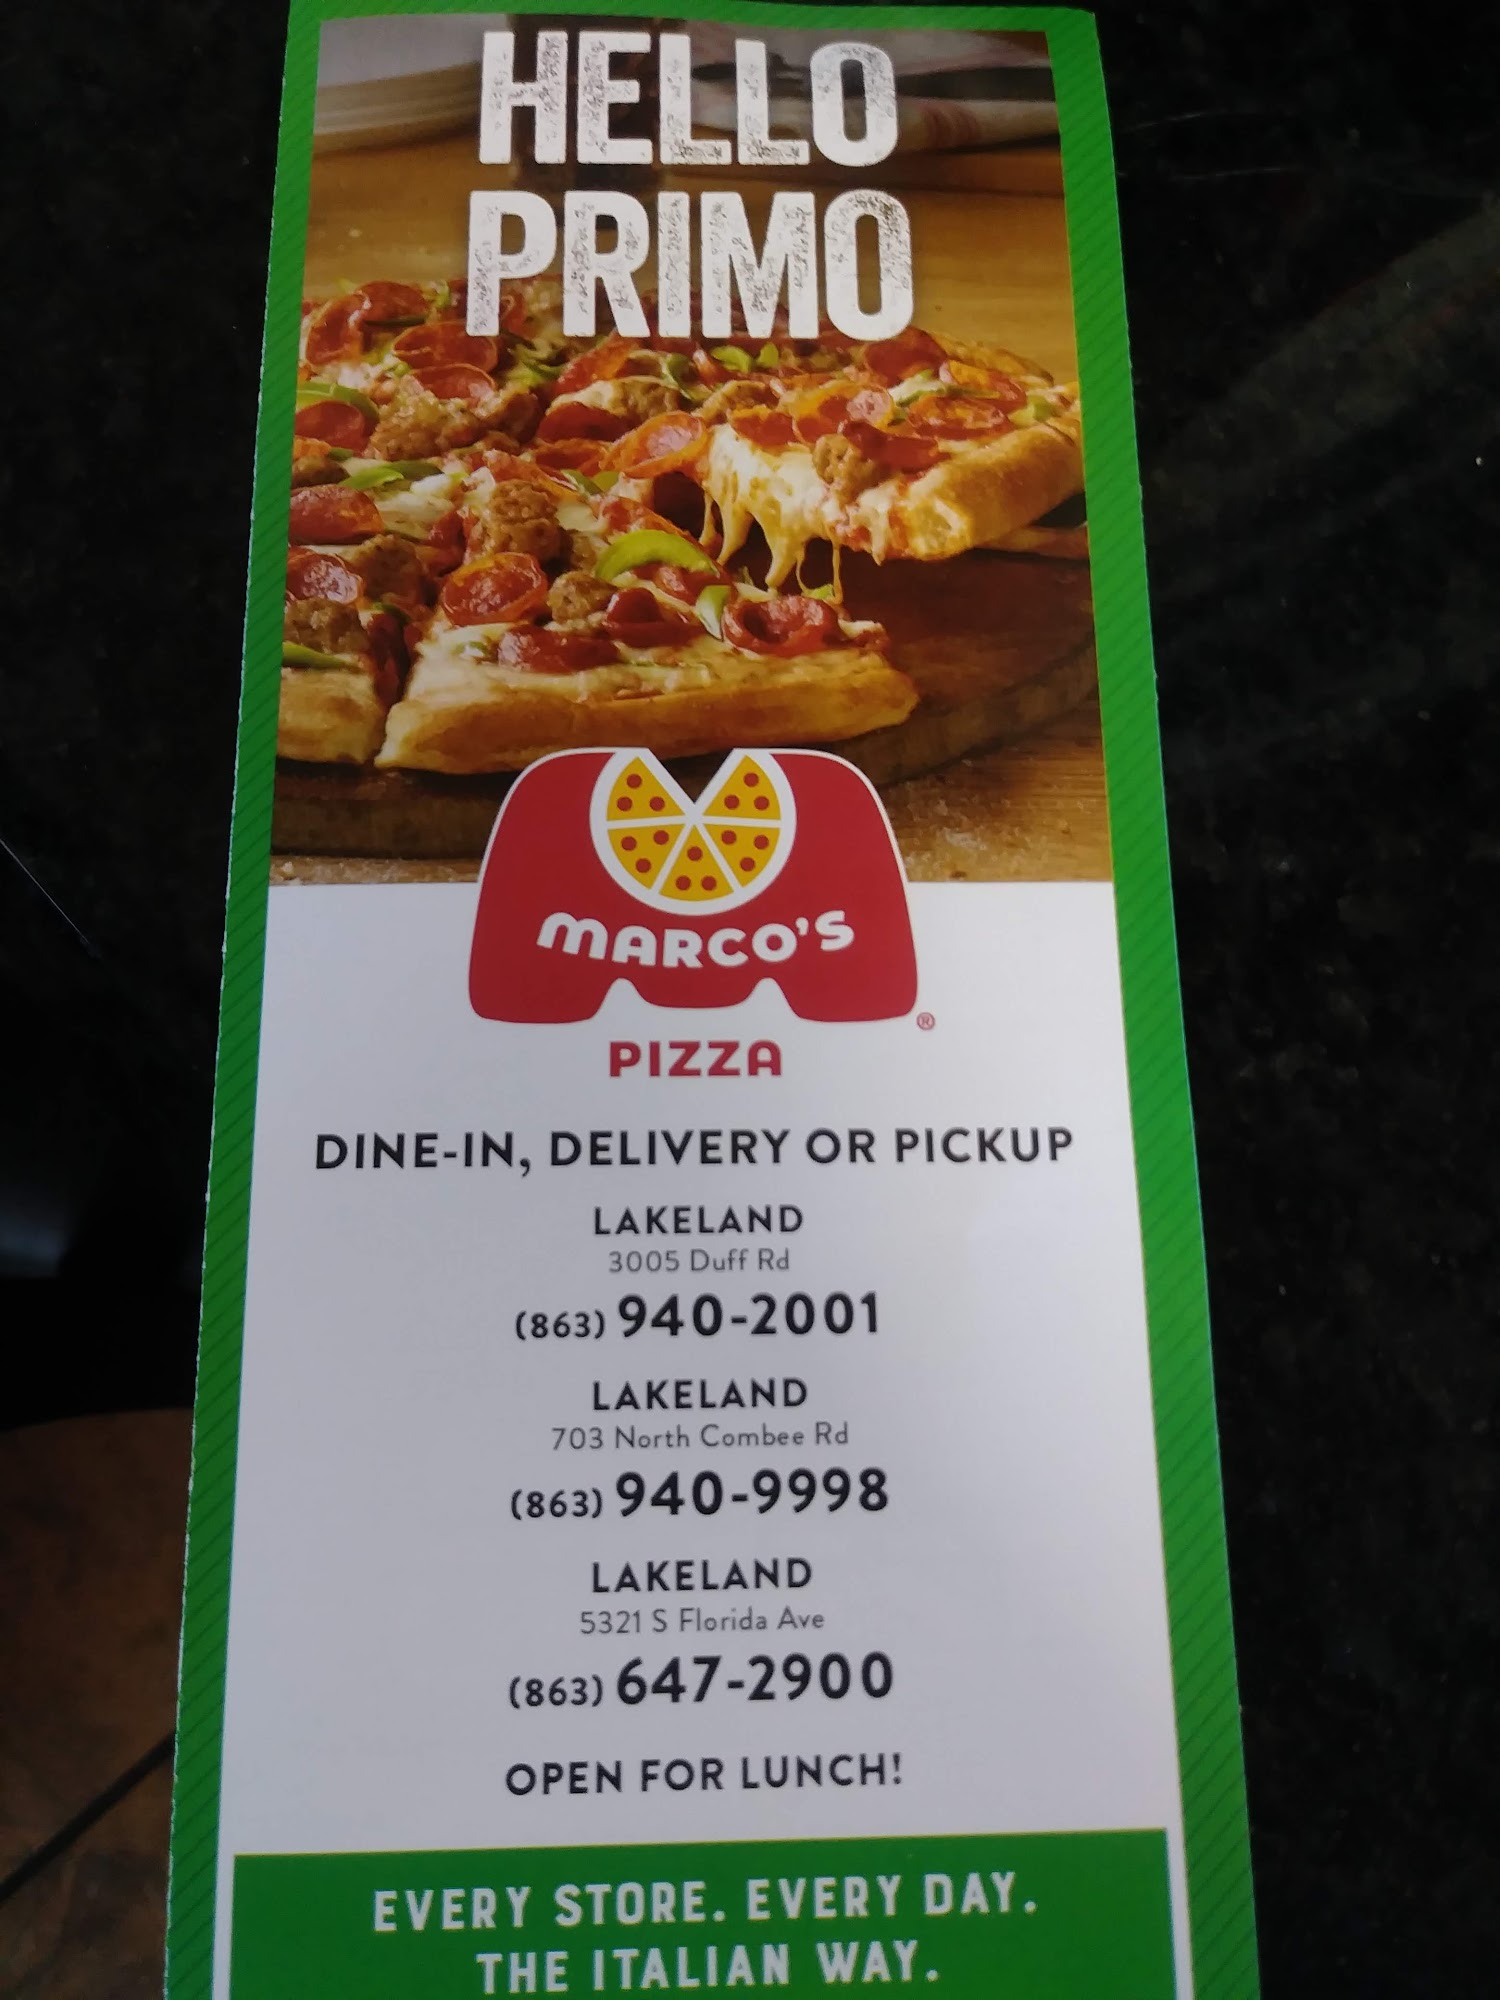 HELLO
PRIMO
MARCO'S
®
PIZZA
DINE-IN, DELIVERY OR PICKUP
LAKELAND
3005 Duff Rd
(863) 940-2001
LAKELAND
703 North Combee Rd
(863) 940-9998
LAKELAND
5321 S Florida Ave
(863) 647-2900
OPEN FOR LUNCH!
EVERY STORE. EVERY DAY.
THE ITALIAN WAY.